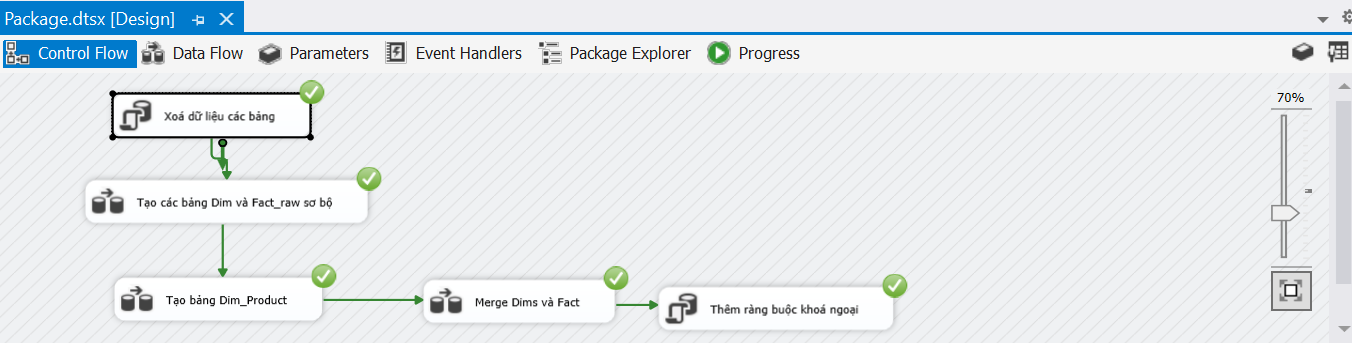 Package.dtsx [Design]
Control Flow Data Flow Parameters Event Handlers Package Explorer Progress
70%
Xoá dữ liệu các bảng
Tạo các bảng Dim và Fact_raw sơ bộ
Tạo bảng Dim_Product
Merge Dims và Fact
Thêm ràng buộc khoá ngoại